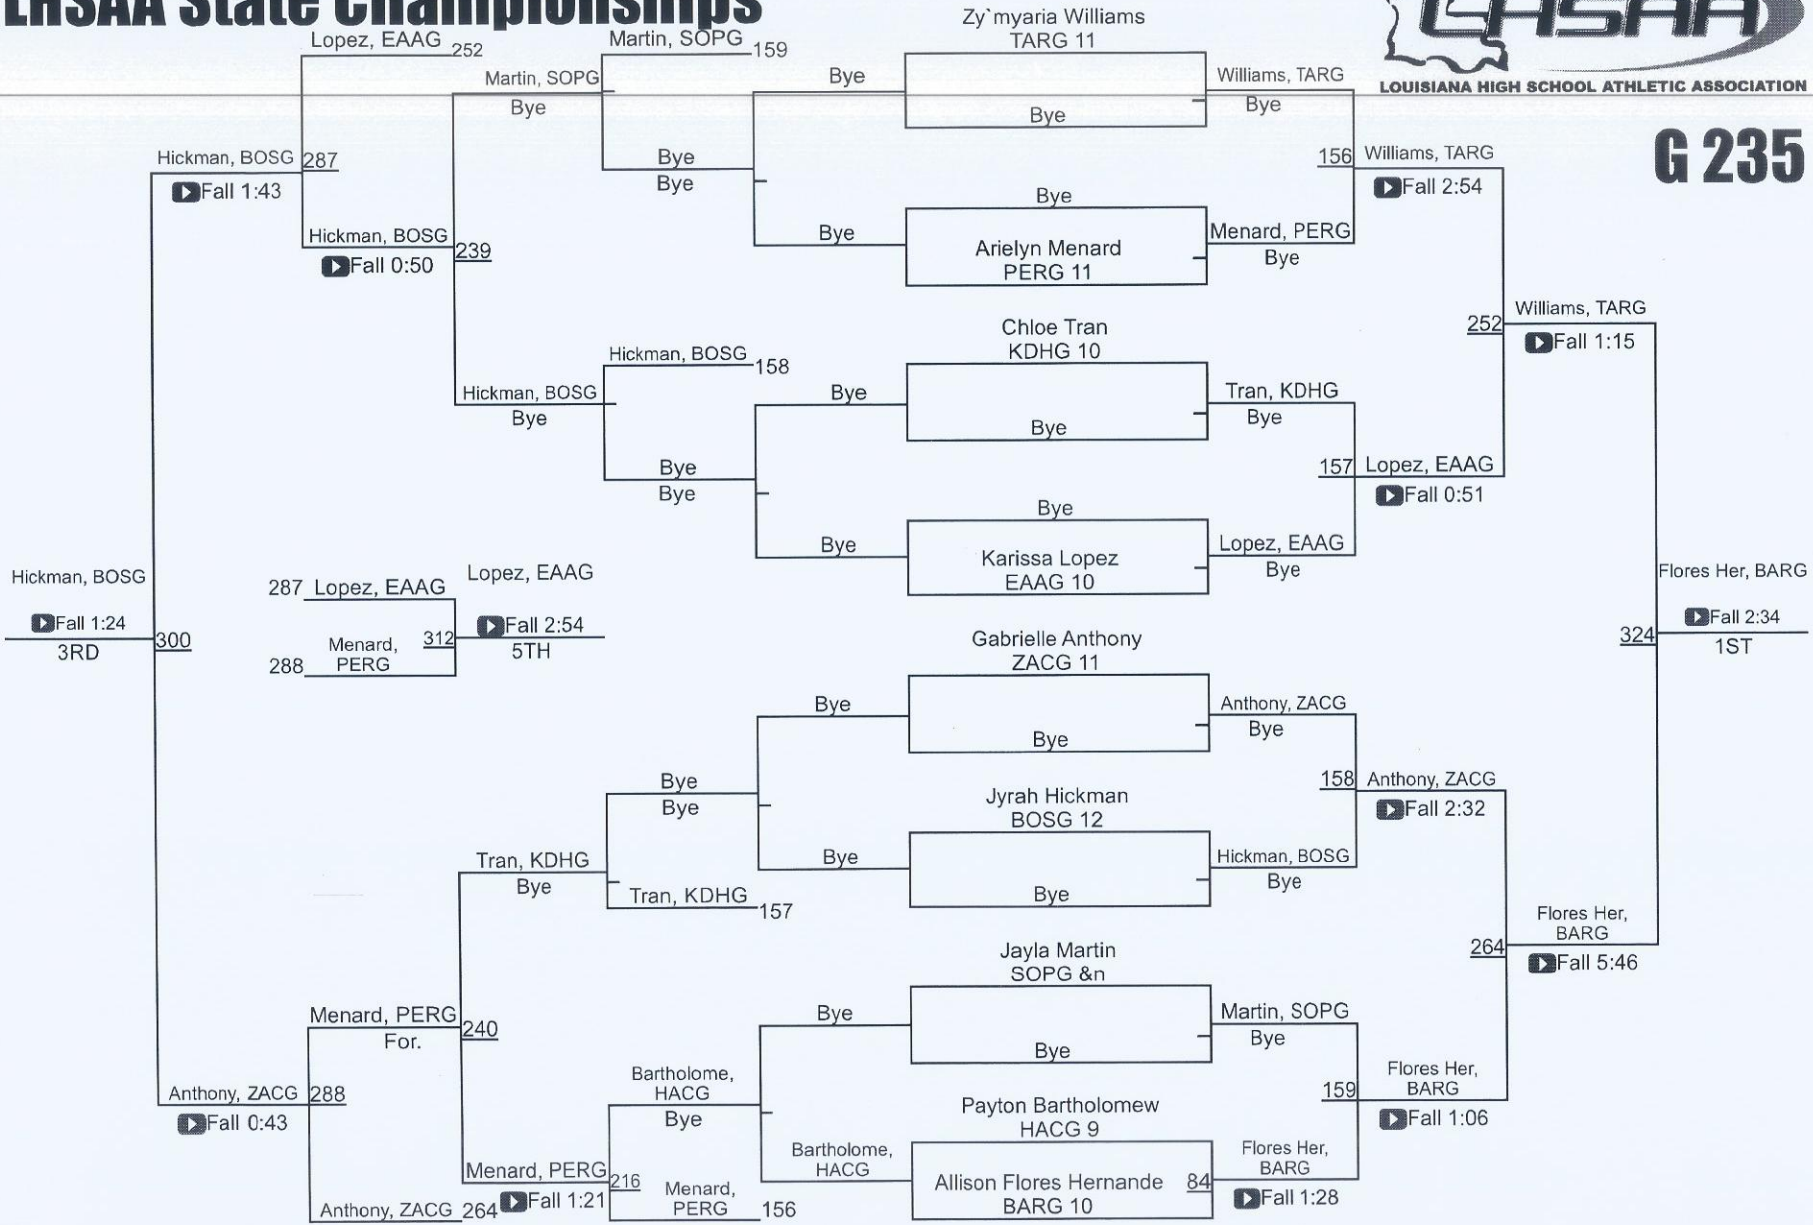 LHSAA State Championships
LHSAA
LOUISIANA HIGH SCHOOL ATHLETIC ASSOCIATION
G 235
Zy`myaria Williams
TARG 11
Bye
Bye
Arielyn Menard
PERG 11
Chloe Tran
KDHG 10
Bye
Bye
Karissa Lopez
EAAG 10
Gabrielle Anthony
ZACG 11
Bye
Jyrah Hickman
BOSG 12
Bye
Jayla Martin
SOPG &n
Bye
Payton Bartholomew
HACG 9
Allison Flores Hernande
BARG 10
84
Williams, TARG
Bye
Menard, PERG
Bye
Tran, KDHG
Bye
Lopez, EAAG
Bye
Anthony, ZACG
Bye
Hickman, BOSG
Bye
Martin, SOPG
Bye
Flores Her,
BARG
Fall 1:28
156
Williams, TARG
Fall 2:54
157
Lopez, EAAG
Fall 0:51
158
Anthony, ZACG
Fall 2:32
159
Flores Her,
BARG
Fall 1:06
252
Williams, TARG
Fall 1:15
264
Flores Her,
BARG
Fall 5:46
324
Flores Her, BARG
Fall 2:34
1ST
Bye
Bye
Bye
Bye
Bye
Bye
Bye
Bartholome,
HACG
Martin, SOPG
159
Bye
Bye
Hickman, BOSG
158
Bye
Bye
Bye
Bye
Tran, KDHG
157
Bartholome,
HACG
Bye
Menard,
PERG
156
Martin, SOPG
Bye
Hickman, BOSG
Bye
Tran, KDHG
Bye
Menard, PERG
216
Fall 1:21
Lopez, EAAG
252
Hickman, BOSG
239
Fall 0:50
Menard, PERG
240
For.
Anthony, ZACG
264
Hickman, BOSG
287
Fall 1:43
Anthony, ZACG
288
Fall 0:43
Hickman, BOSG
Fall 1:24
300
3RD
287
Lopez, EAAG
288
Menard,
PERG
312
Lopez, EAAG
Fall 2:54
5TH